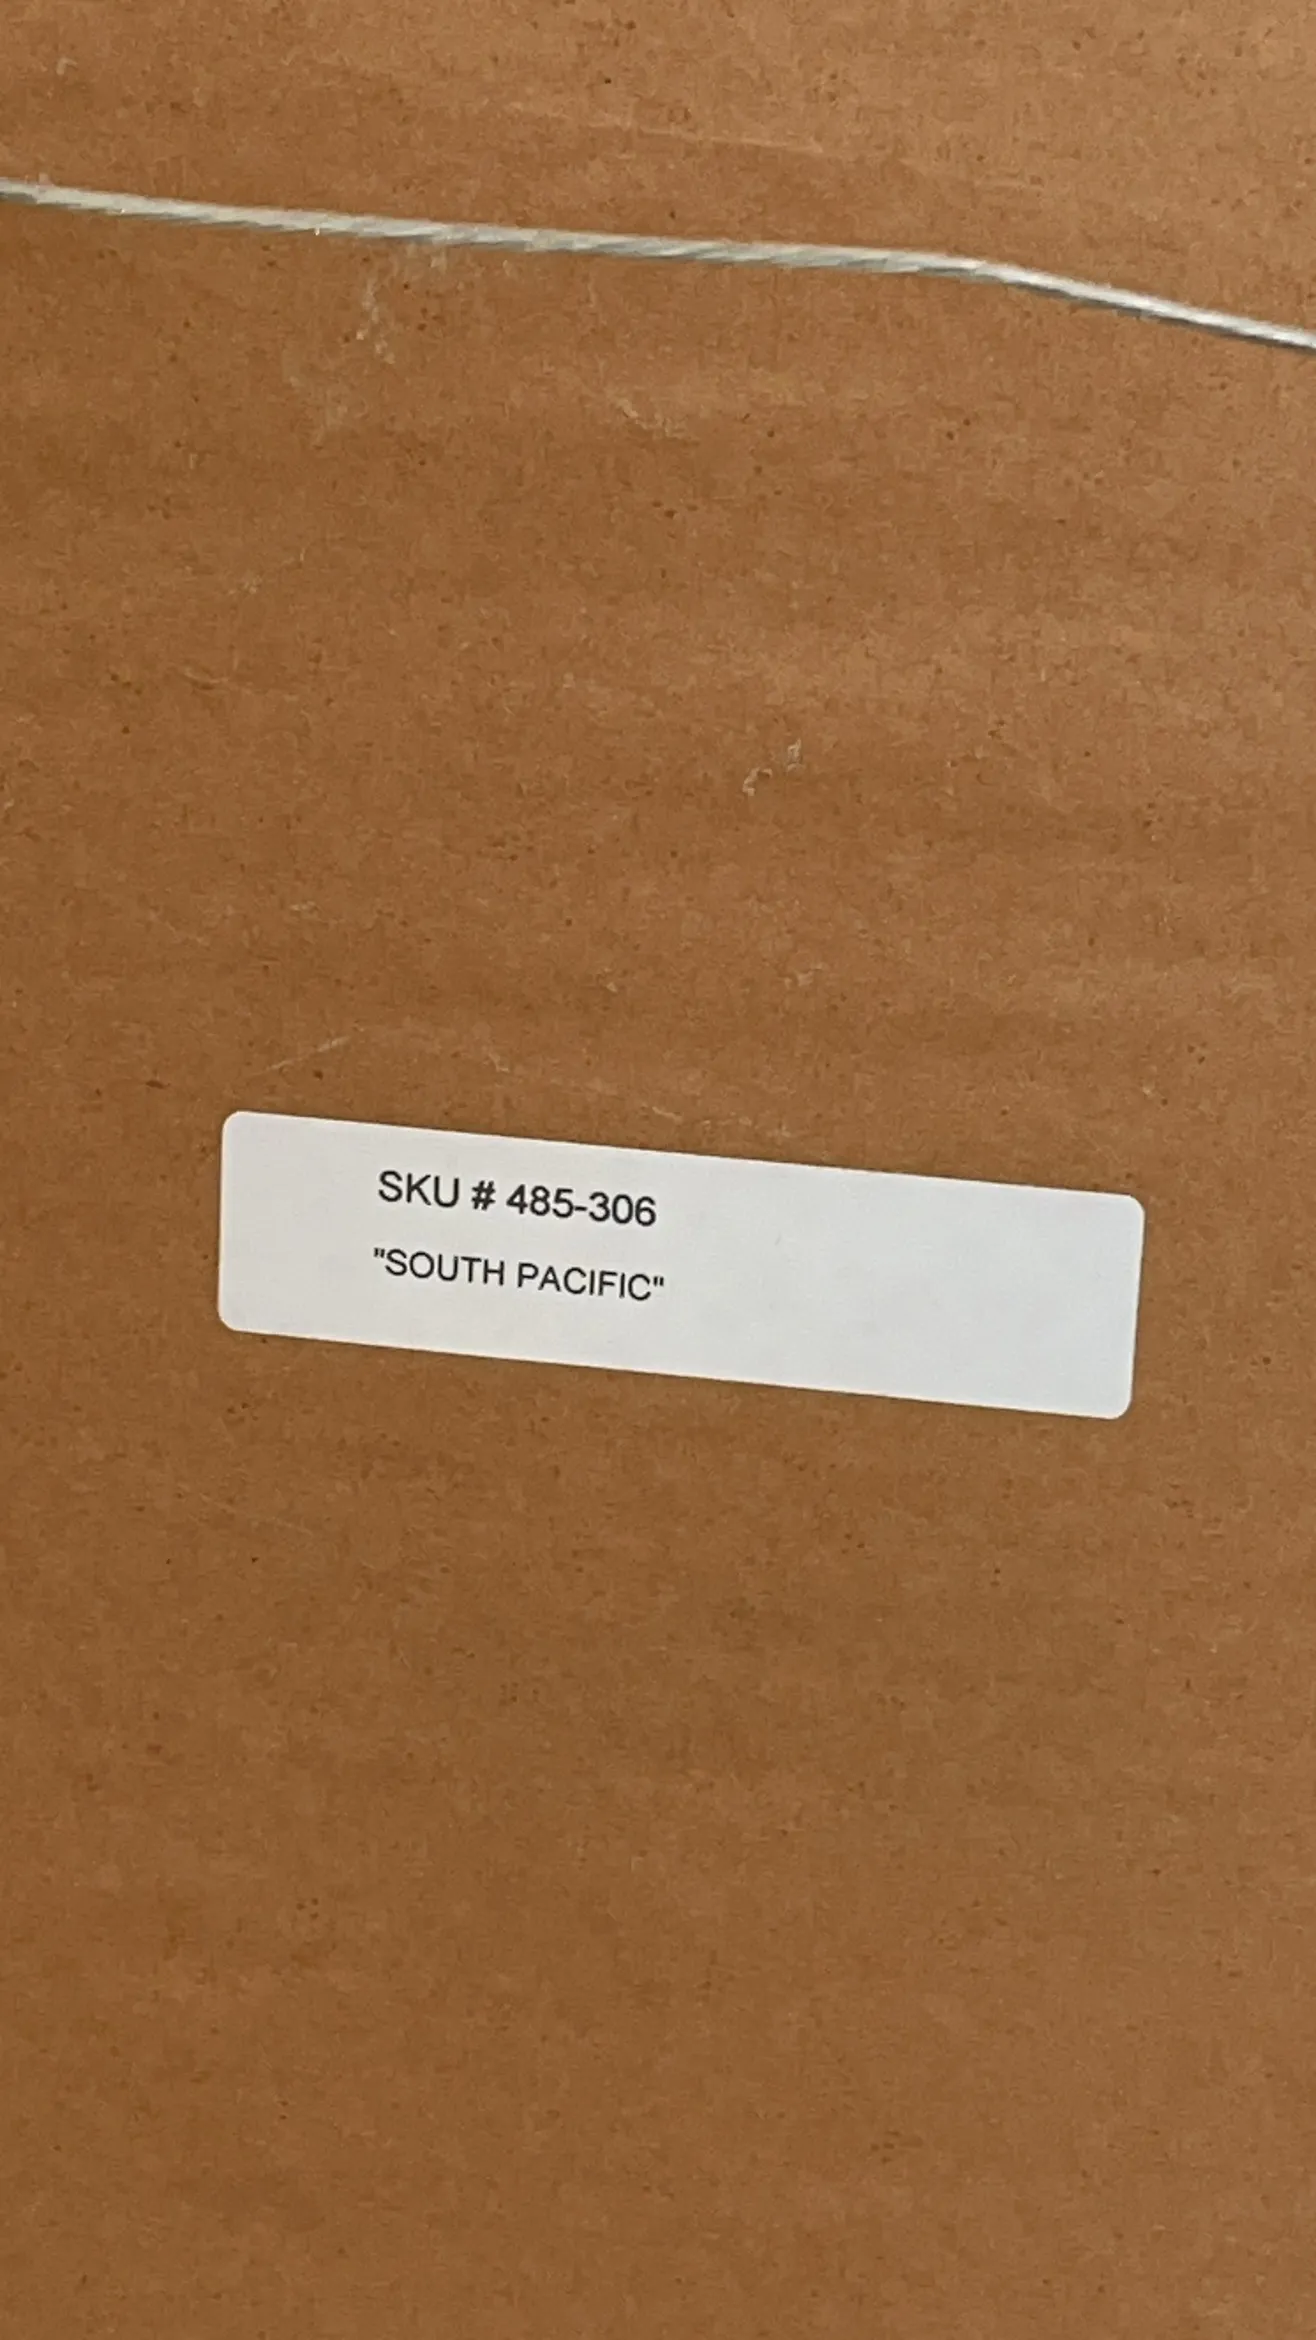 SKU # 485-306
"SOUTH PACIFIC"